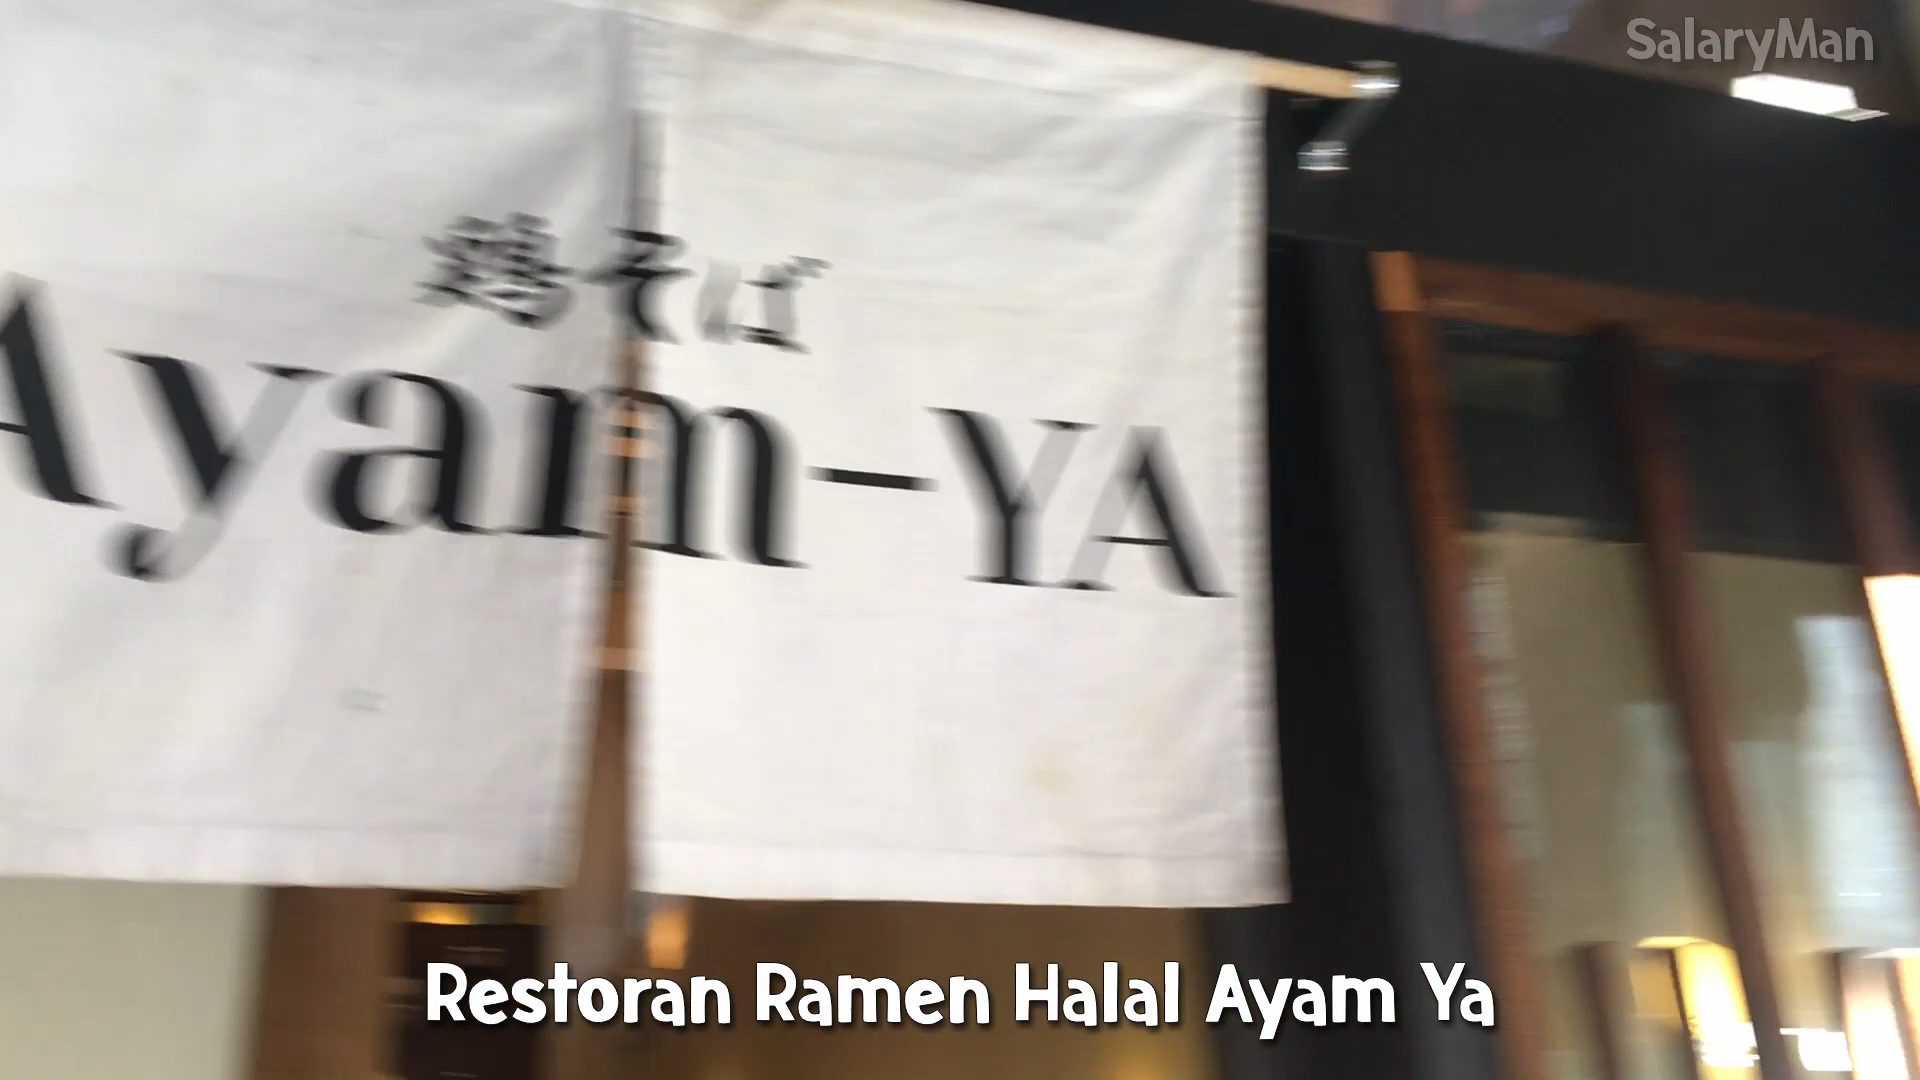 SalaryMan
鶏そば
Ayam-YA
Restoran Ramen Halal Ayam Ya